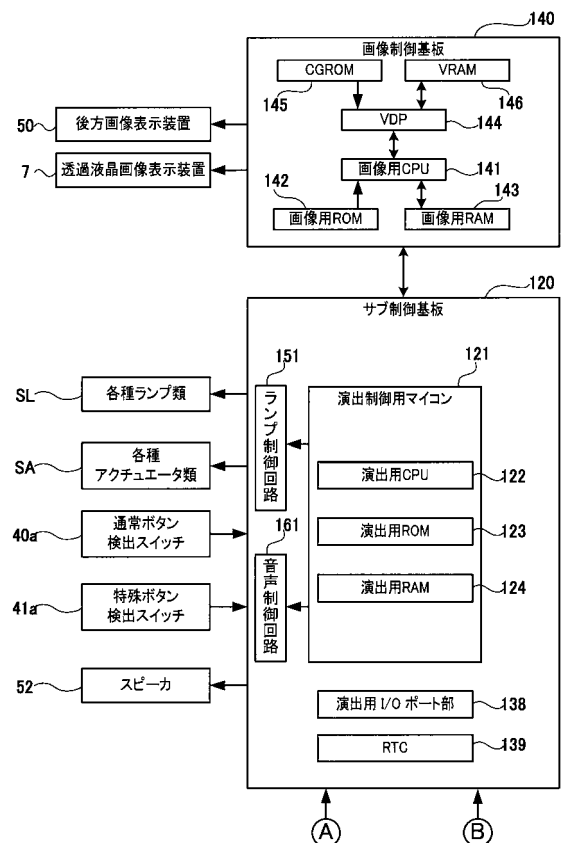 140
画像制御基板
CGROM
VRAM
145
146
VDP
144
50
後方画像表示装置
7
透過液晶画像表示装置
画像用CPU
141
142
143
画像用ROM
画像用RAM
120
サブ制御基板
151
121
SL
各種ランプ類
ランプ制御回路
演出制御用マイコン
SA
各種
アクチュエータ類
演出用CPU
122
40a
通常ボタン
検出スイッチ
161
演出用ROM
123
41a
特殊ボタン
検出スイッチ
音声制御回路
演出用RAM
124
52
スピーカ
演出用I/Oポート部
138
RTC
139
A
B